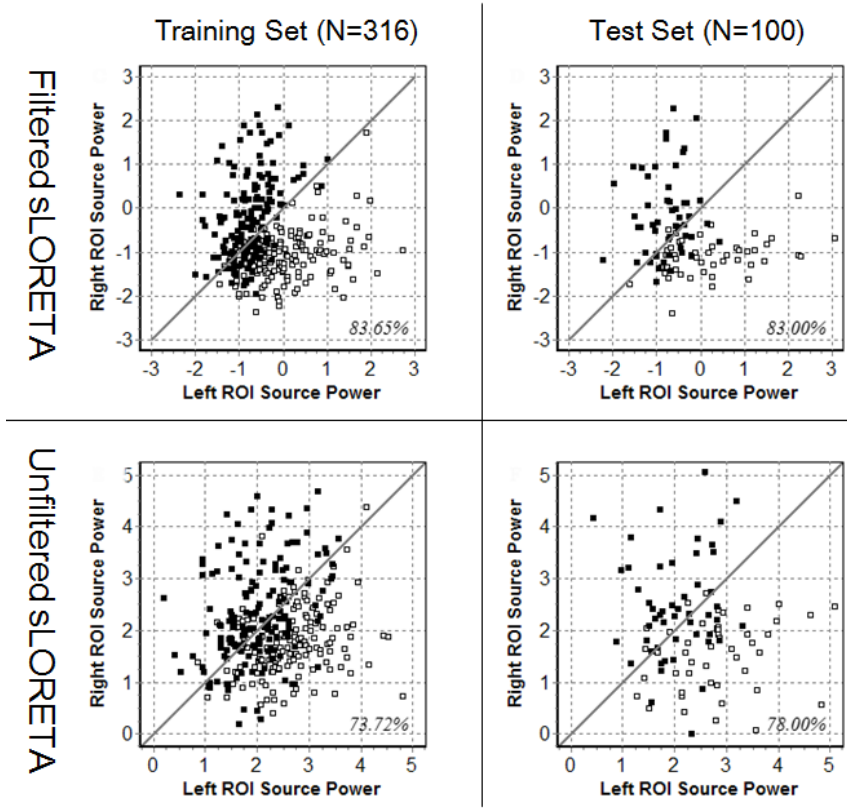 Training Set (N=316)
Test Set (N=100)
Filtered sLORETA
3
2
1
0
-1
-2
-3
Right ROI Source Power
83.65%
-3 -2 -1 0 1 2 3
Left ROI Source Power
3
2
1
0
-1
-2
-3
Right ROI Source Power
83.00%
-3 -2 -1 0 1 2 3
Left ROI Source Power
Unfiltered sLORETA
5
4
3
2
1
0
Right ROI Source Power
73.72%
0 1 2 3 4 5
Left ROI Source Power
5
4
3
2
1
0
Right ROI Source Power
78.00%
0 1 2 3 4 5
Left ROI Source Power